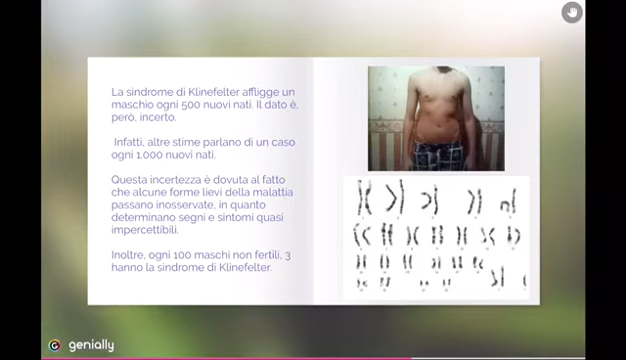 La sindrome di Klinefelter affligge un
maschio ogni 500 nuovi nati. Il dato è,
però, incerto.
Infatti, altre stime parlano di un caso
ogni 1.000 nuovi nati.
Questa incertezza è dovuta al fatto
che alcune forme lievi della malattia
passano inosservate, in quanto
determinano segni e sintomi quasi
impercettibili.
Inoltre, ogni 100 maschi non fertili, 3
hanno la sindrome di Klinefelter.
genially